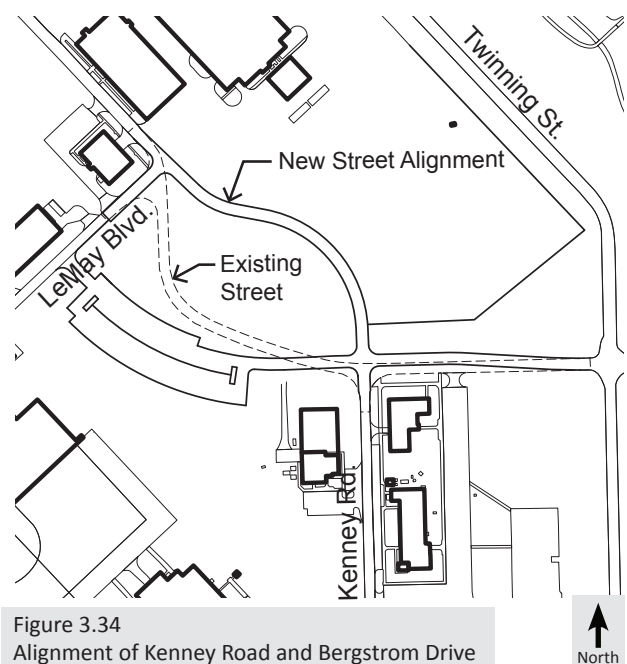 Twinning St.
New Street Alignment
LeMay Blvd.
Existing
Street
Kenney Rd.
Figure 3.34
Alignment of Kenney Road and Bergstrom Drive
North